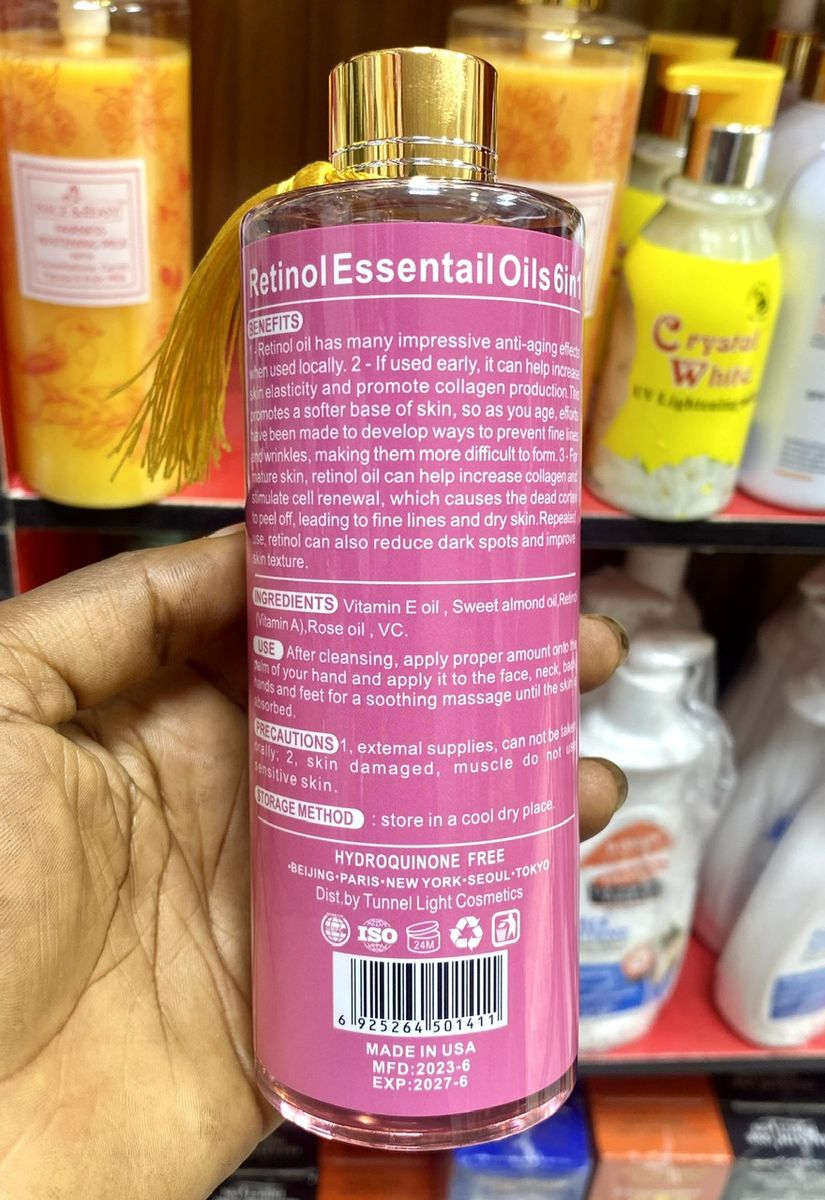 Retinol Essentail Oils 6in1
BENEFITS
1 - Retinol oil has many impressive anti-aging effects
when used locally. 2 - If used early, it can help increase
skin elasticity and promote collagen production.This
promotes a softer base of skin, so as you age, efforts
have been made to develop ways to prevent fine lines
and wrinkles, making them more difficult to form. 3 - For
mature skin, retinol oil can help increase collagen and
stimulate cell renewal, which causes the dead cortex
to peel off, leading to fine lines and dry skin.Repeated
use, retinol can also reduce dark spots and improve
skin texture.
INGREDIENTS Vitamin E oil , Sweet almond oil,Retinol
(Vitamin A),Rose oil , VC.
USE After cleansing, apply proper amount onto the
palm of your hand and apply it to the face, neck, back,
hands and feet for a soothing massage until the skin is
absorbed.
PRECAUTIONS 1, external supplies, can not be taken
orally; 2, skin damaged, muscle do not use
sensitive skin.
STORAGE METHOD : store in a cool dry place.
HYDROQUINONE FREE
•BEIJING•PARIS•NEW YORK•SEOUL•TOKYO
Dist.by Tunnel Light Cosmetics
ISO
24M
6 925264 501411
MADE IN USA
MFD:2023-6
EXP:2027-6
Crystal
White
UV Lightening